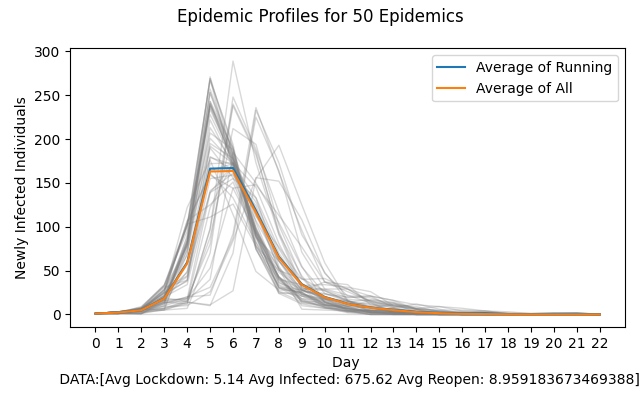 Epidemic Profiles for 50 Epidemics
300
250
200
150
100
50
0
Newly Infected Individuals
Average of Running
Average of All
0 1 2 3 4 5 6 7 8 9 10 11 12 13 14 15 16 17 18 19 20 21 22
Day
DATA:[Avg Lockdown: 5.14 Avg Infected: 675.62 Avg Reopen: 8.959183673469388]